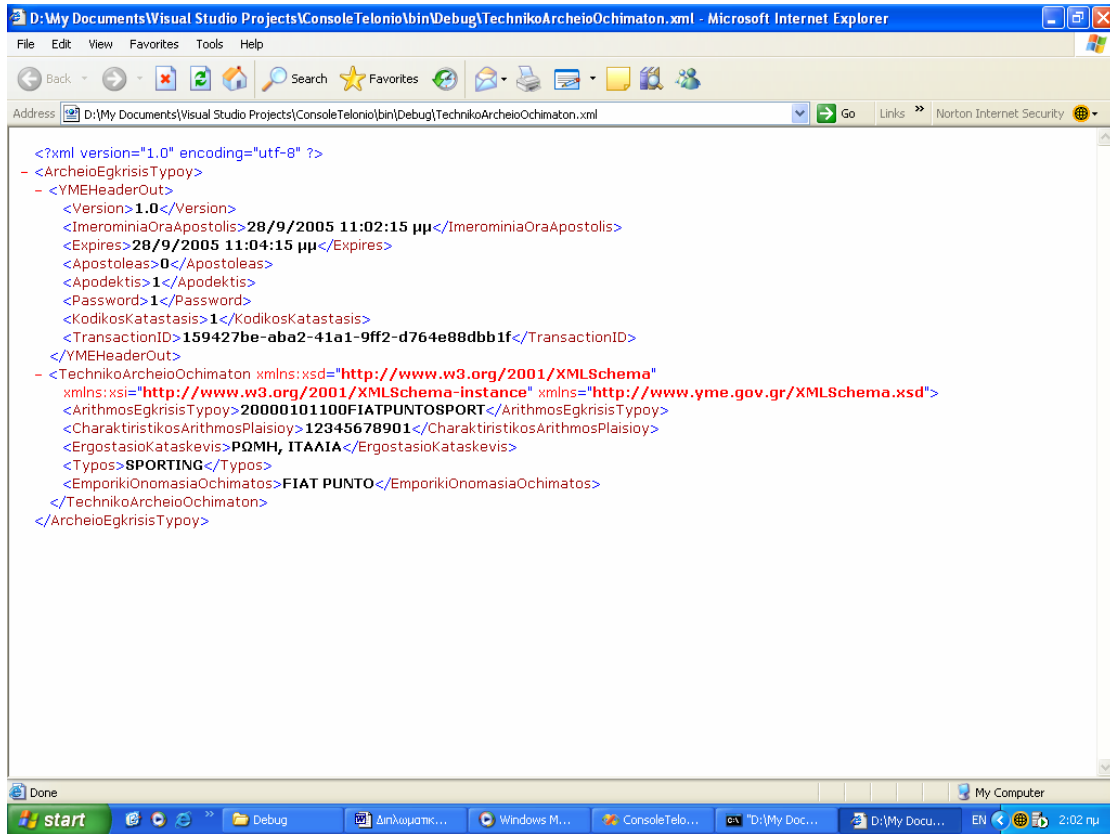 D:\My Documents\Visual Studio Projects\ConsoleTelonio\bin\Debug\TechnikoArcheioOchimaton.xml - Microsoft Internet Explorer
File Edit View Favorites Tools Help
Back Search Favorites
Address D:\My Documents\Visual Studio Projects\ConsoleTelonio\bin\Debug\TechnikoArcheioOchimaton.xml Go Links » Norton Internet Security
<?xml version="1.0" encoding="utf-8" ?>
- <ArcheioEgkrisisTypoy>
- <YMEHeaderOut>
<Version>1.0</Version>
<ImerominiaOraApostolis>28/9/2005 11:02:15 μμ</ImerominiaOraApostolis>
<Expires>28/9/2005 11:04:15 μμ</Expires>
<Apostoleas>0</Apostoleas>
<Apodektis>1</Apodektis>
<Password>1</Password>
<KodikosKatastasis>1</KodikosKatastasis>
<TransactionID>159427be-aba2-41a1-9ff2-d764e88dbb1f</TransactionID>
</YMEHeaderOut>
- <TechnikoArcheioOchimaton xmlns:xsd="http://www.w3.org/2001/XMLSchema"
xmlns:xsi="http://www.w3.org/2001/XMLSchema-instance" xmlns="http://www.yme.gov.gr/XMLSchema.xsd">
<ArithmosEgkrisisTypoy>20000101100FIATPUNTOSPORT</ArithmosEgkrisisTypoy>
<CharaktiristikosArithmosPlaisioy>12345678901</CharaktiristikosArithmosPlaisioy>
<ErgostasioKataskevis>ΡΩΜΗ, ΙΤΑΛΙΑ</ErgostasioKataskevis>
<Typos>SPORTING</Typos>
<EmporikiOnomasiaOchimatos>FIAT PUNTO</EmporikiOnomasiaOchimatos>
</TechnikoArcheioOchimaton>
</ArcheioEgkrisisTypoy>
Done My Computer
start » Debug Διπλωματικ... Windows M... ConsoleTelo... "D:\My Doc... D:\My Docu... EN 2:02 πμ